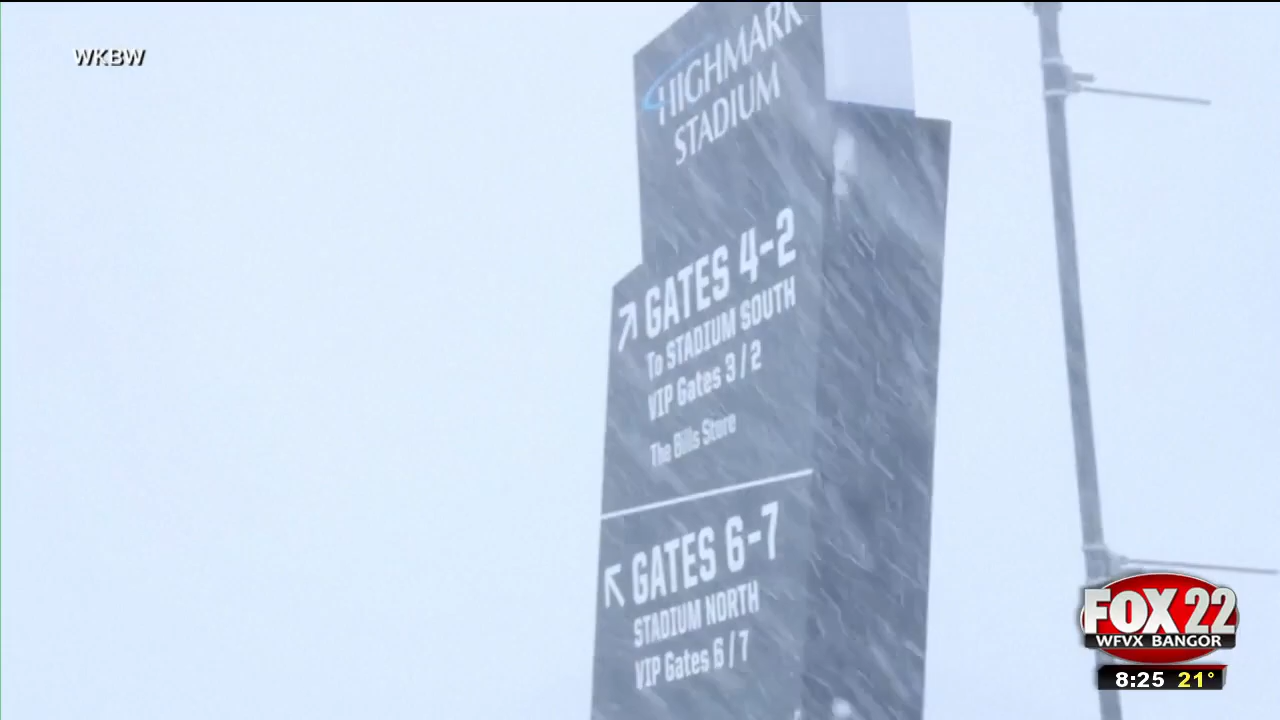 WKBW
HIGHMARK
STADIUM
GATES 4-2
To STADIUM SOUTH
VIP Gates 3 / 2
The Bills Store
GATES 6-7
STADIUM NORTH
VIP Gates 6 / 7
FOX 22
WFVX BANGOR
8:25 21°